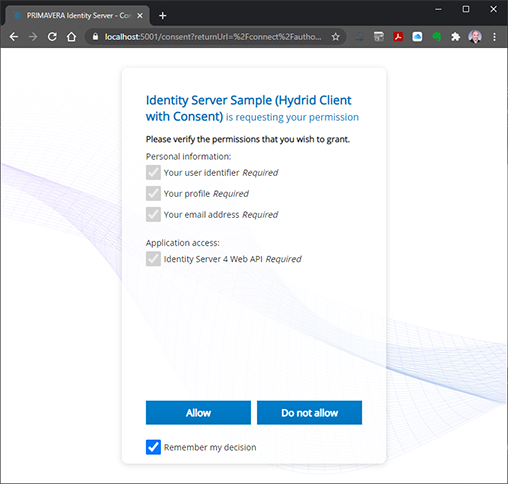 PRIMAVERA Identity Server - Con
localhost:5001/consent?returnUrl=%2Fconnect%2Fautho...
Identity Server Sample (Hydrid Client
with Consent) is requesting your permission
Please verify the permissions that you wish to grant.
Personal information:
Your user identifier Required
Your profile Required
Your email address Required
Application access:
Identity Server 4 Web API Required
Allow
Do not allow
Remember my decision